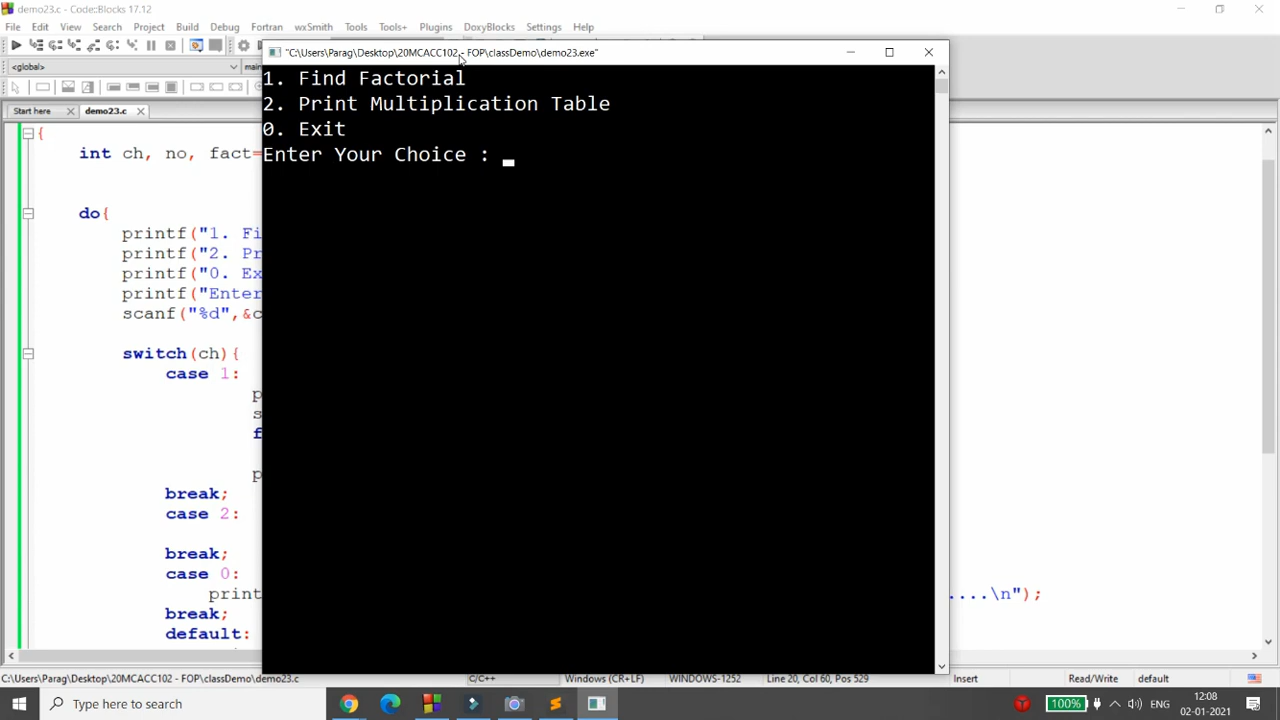 demo23.c - Code::Blocks 17.12
File Edit View Search Project Build Debug Fortran wxSmith Tools Tools+ Plugins DoxyBlocks Settings Help
"C:\Users\Parag\Desktop\20MCACC102 - FOP\classDemo\demo23.exe"
<global>
Start here
demo23.c
1. Find Factorial
2. Print Multiplication Table
0. Exit
Enter Your Choice :
{
int ch, no, fact=
do{
printf("1. Fi
printf("2. Pr
printf("0. Ex
printf("Enter
scanf("%d",&c
switch(ch){
case 1:
p
s
f
p
break;
case 2:
break;
case 0:
print
....\n");
break;
default:
C:\Users\Parag\Desktop\20MCACC102 - FOP\classDemo\demo23.c C/C++ Windows (CR+LF) WINDOWS-1252 Line 20, Col 60, Pos 529 Insert Read/Write default
Type here to search
100%
ENG
12:08
02-01-2021